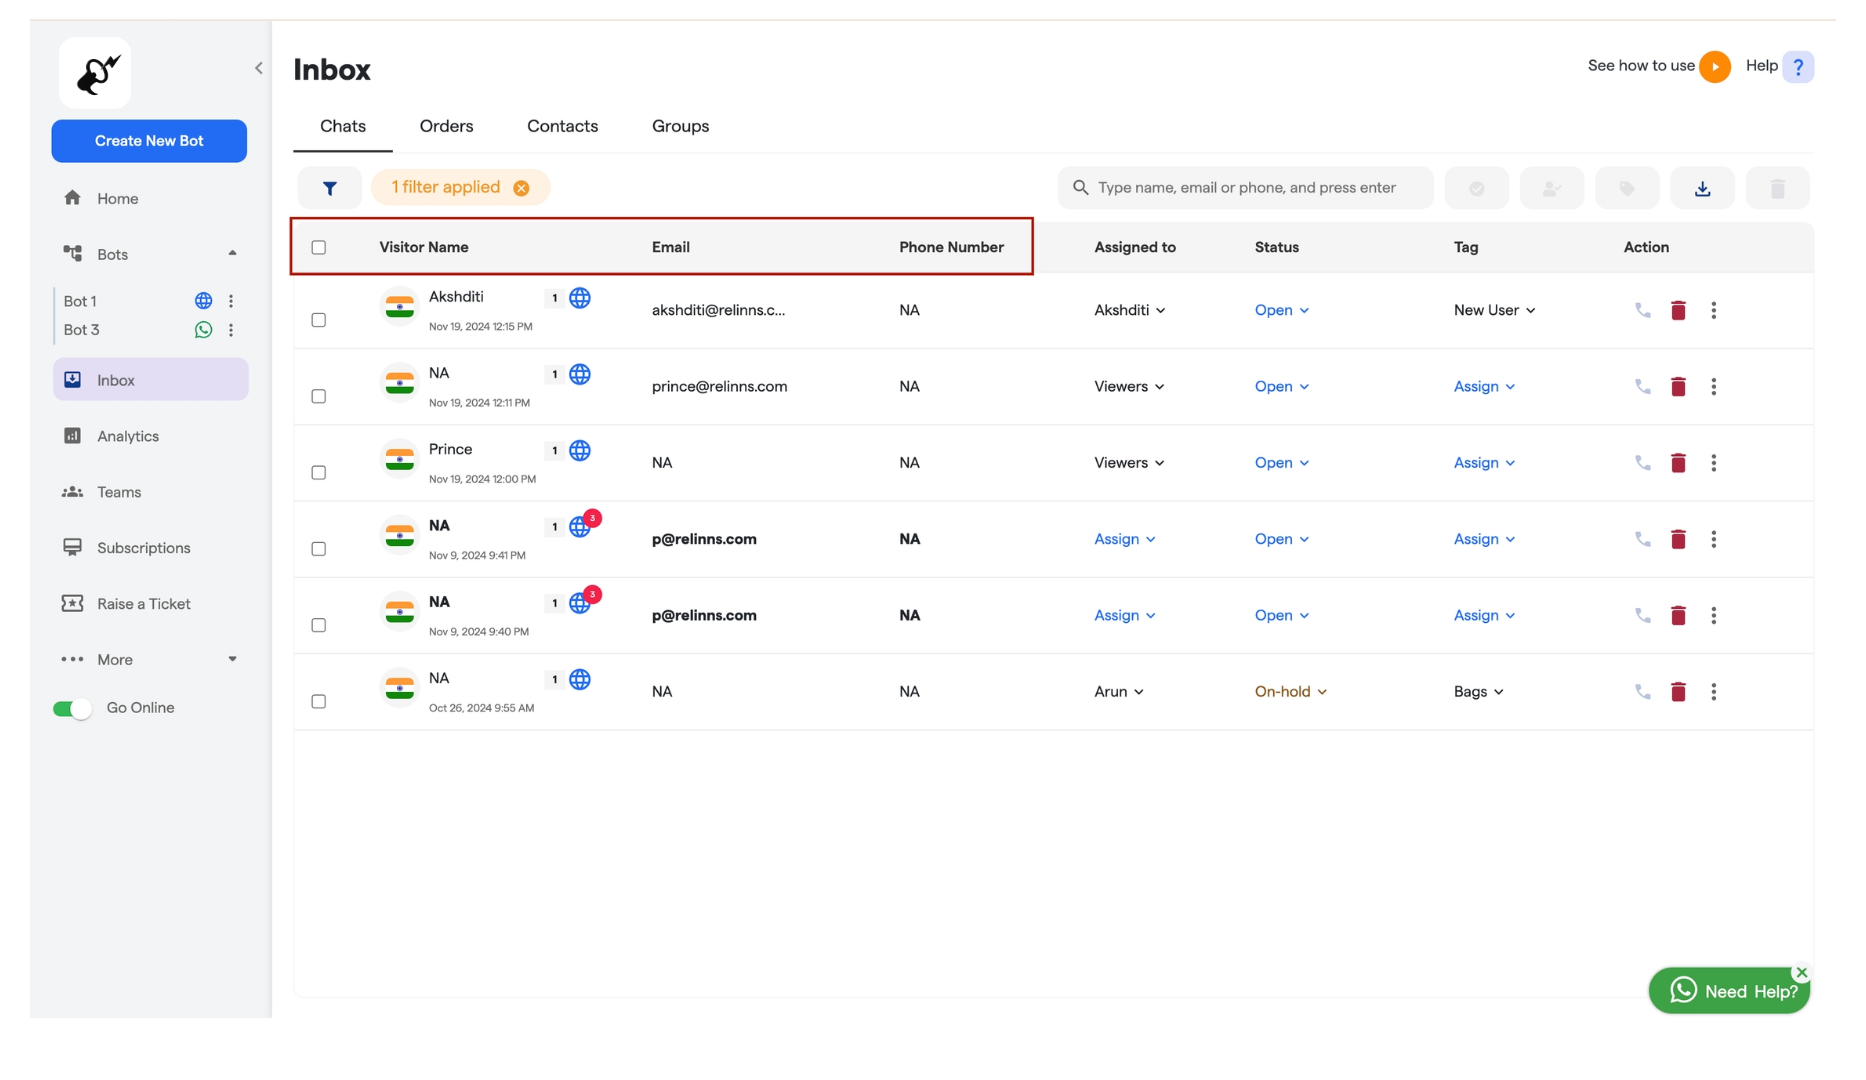 Inbox
See how to use
Help ?
Create New Bot
Home
Bots
Bot 1
Bot 3
Inbox
Analytics
Teams
Subscriptions
Raise a Ticket
More
Go Online
Chats Orders Contacts Groups
1 filter applied
Type name, email or phone, and press enter
Visitor Name Email Phone Number Assigned to Status Tag Action
Akshditi 1 akshditi@relinns.c... NA Akshditi Open New User
Nov 19, 2024 12:15 PM
NA 1 prince@relinns.com NA Viewers Open Assign
Nov 19, 2024 12:11 PM
Prince 1 NA NA Viewers Open Assign
Nov 19, 2024 12:00 PM
NA 1 3 p@relinns.com NA Assign Open Assign
Nov 9, 2024 9:41 PM
NA 1 3 p@relinns.com NA Assign Open Assign
Nov 9, 2024 9:40 PM
NA 1 NA NA Arun On-hold Bags
Oct 26, 2024 9:55 AM
Need Help?